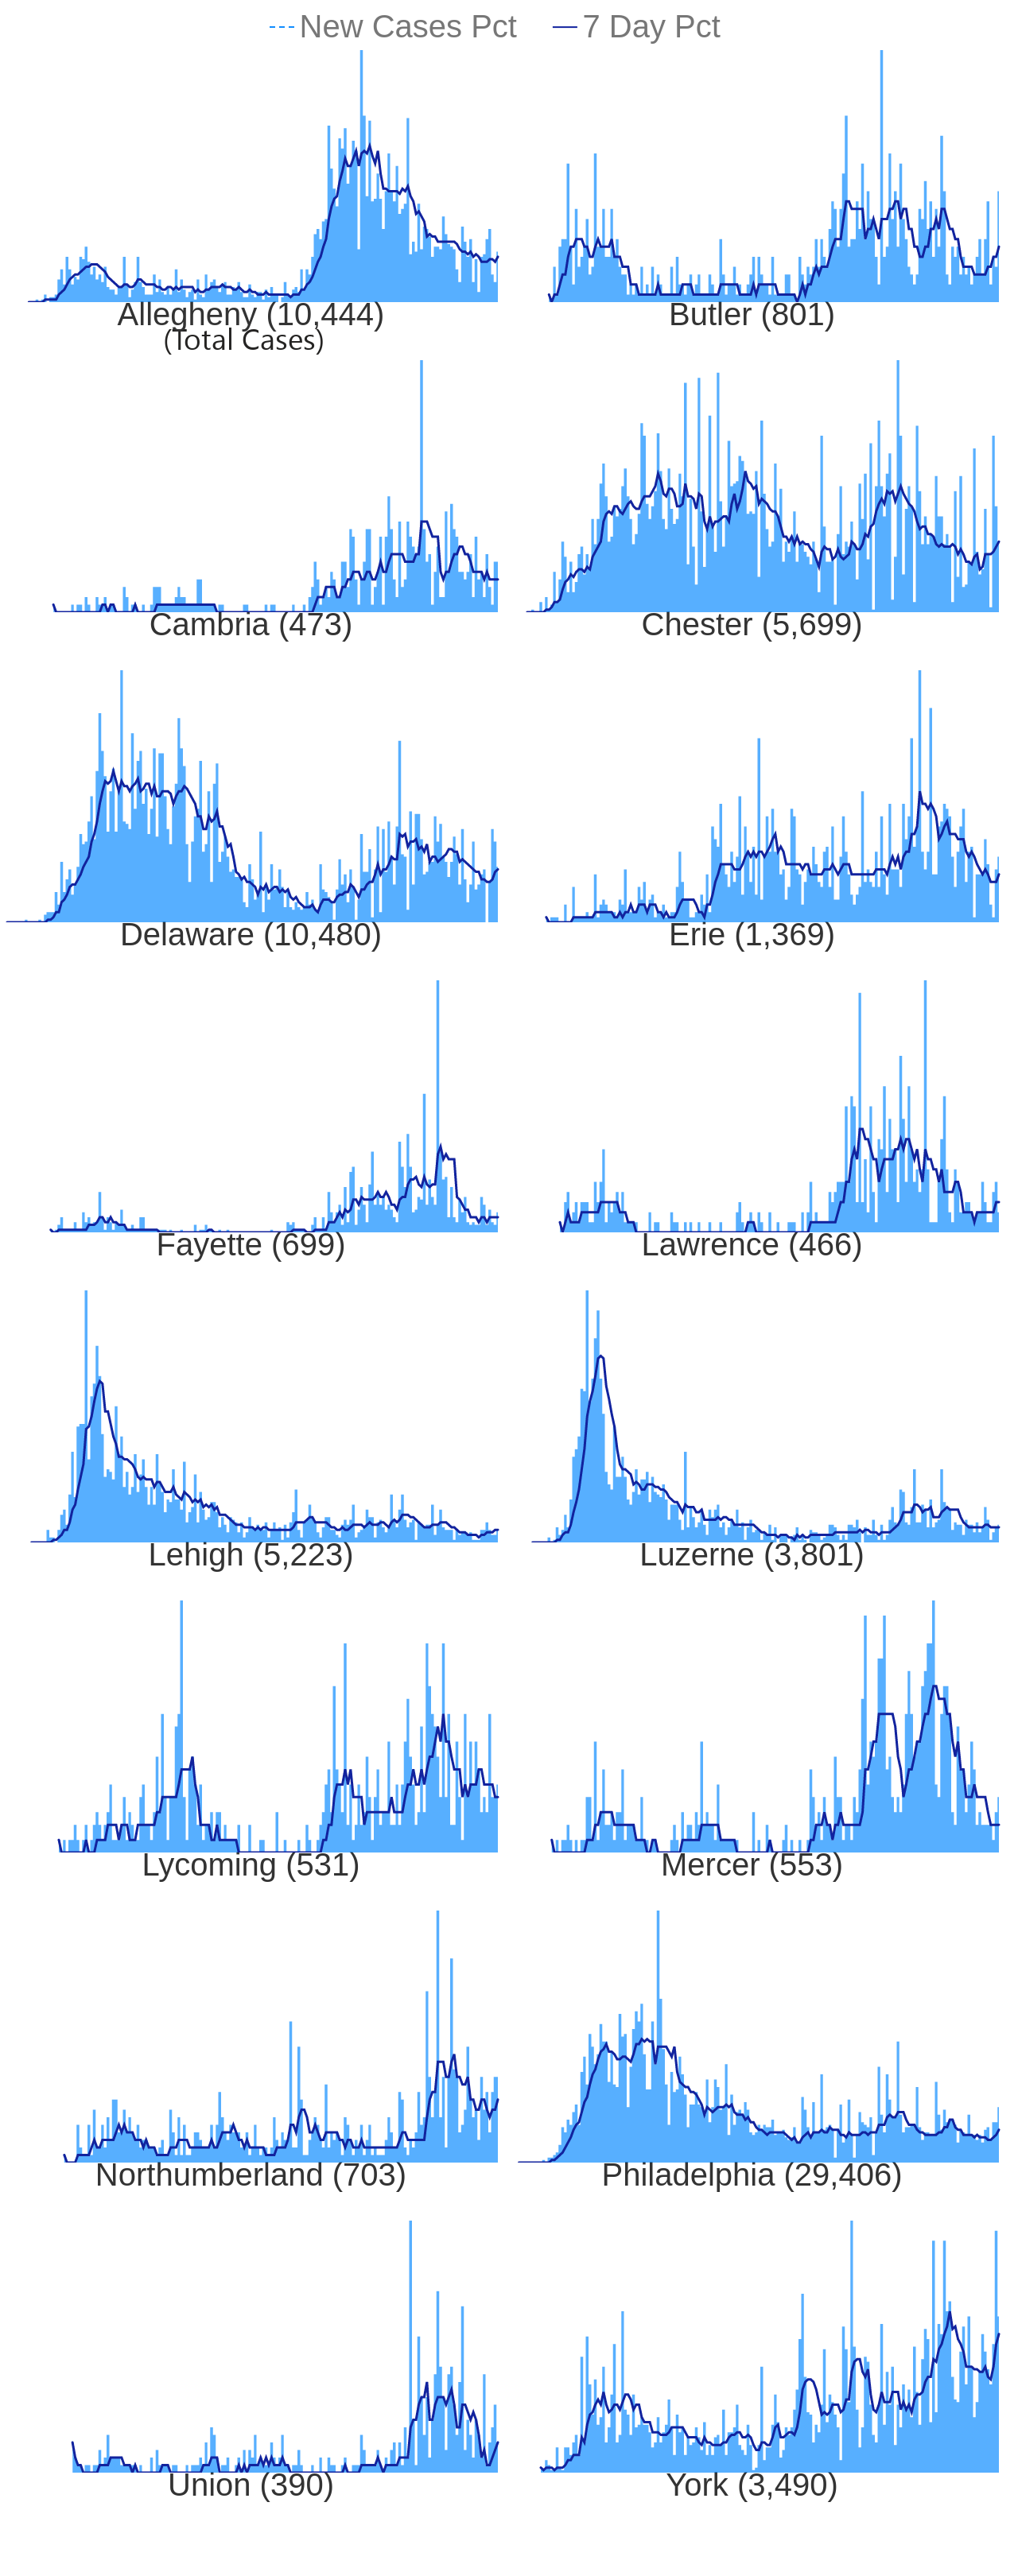 New Cases Pct 7 Day Pct
Allegheny (10,444) Butler (801)
(Total Cases)
Cambria (473) Chester (5,699)
Delaware (10,480) Erie (1,369)
Fayette (699) Lawrence (466)
Lehigh (5,223) Luzerne (3,801)
Lycoming (531) Mercer (553)
Northumberland (703) Philadelphia (29,406)
Union (390) York (3,490)